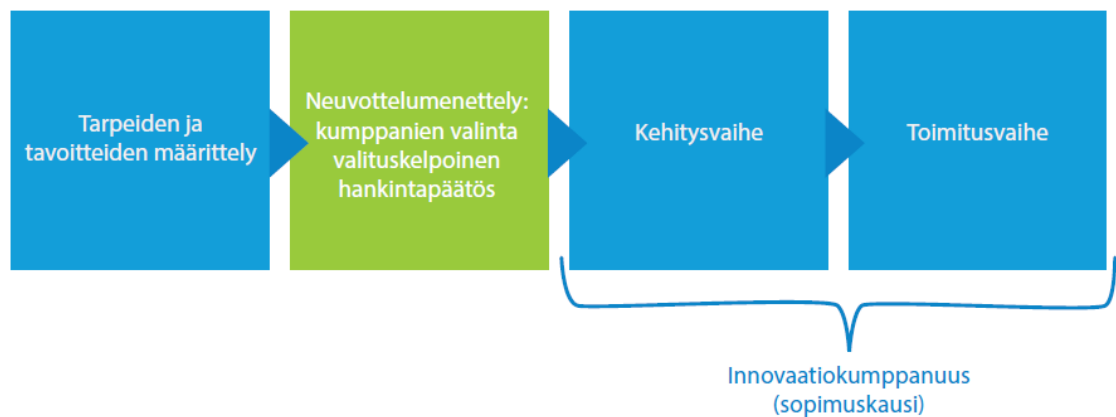 Tarpeiden ja
tavoitteiden määrittely
Neuvottelumenettely:
kumppanien valinta
valituskelpoinen
hankintapäätös
Kehitysvaihe
Toimitusvaihe
Innovaatiokumppanuus
(sopimuskausi)